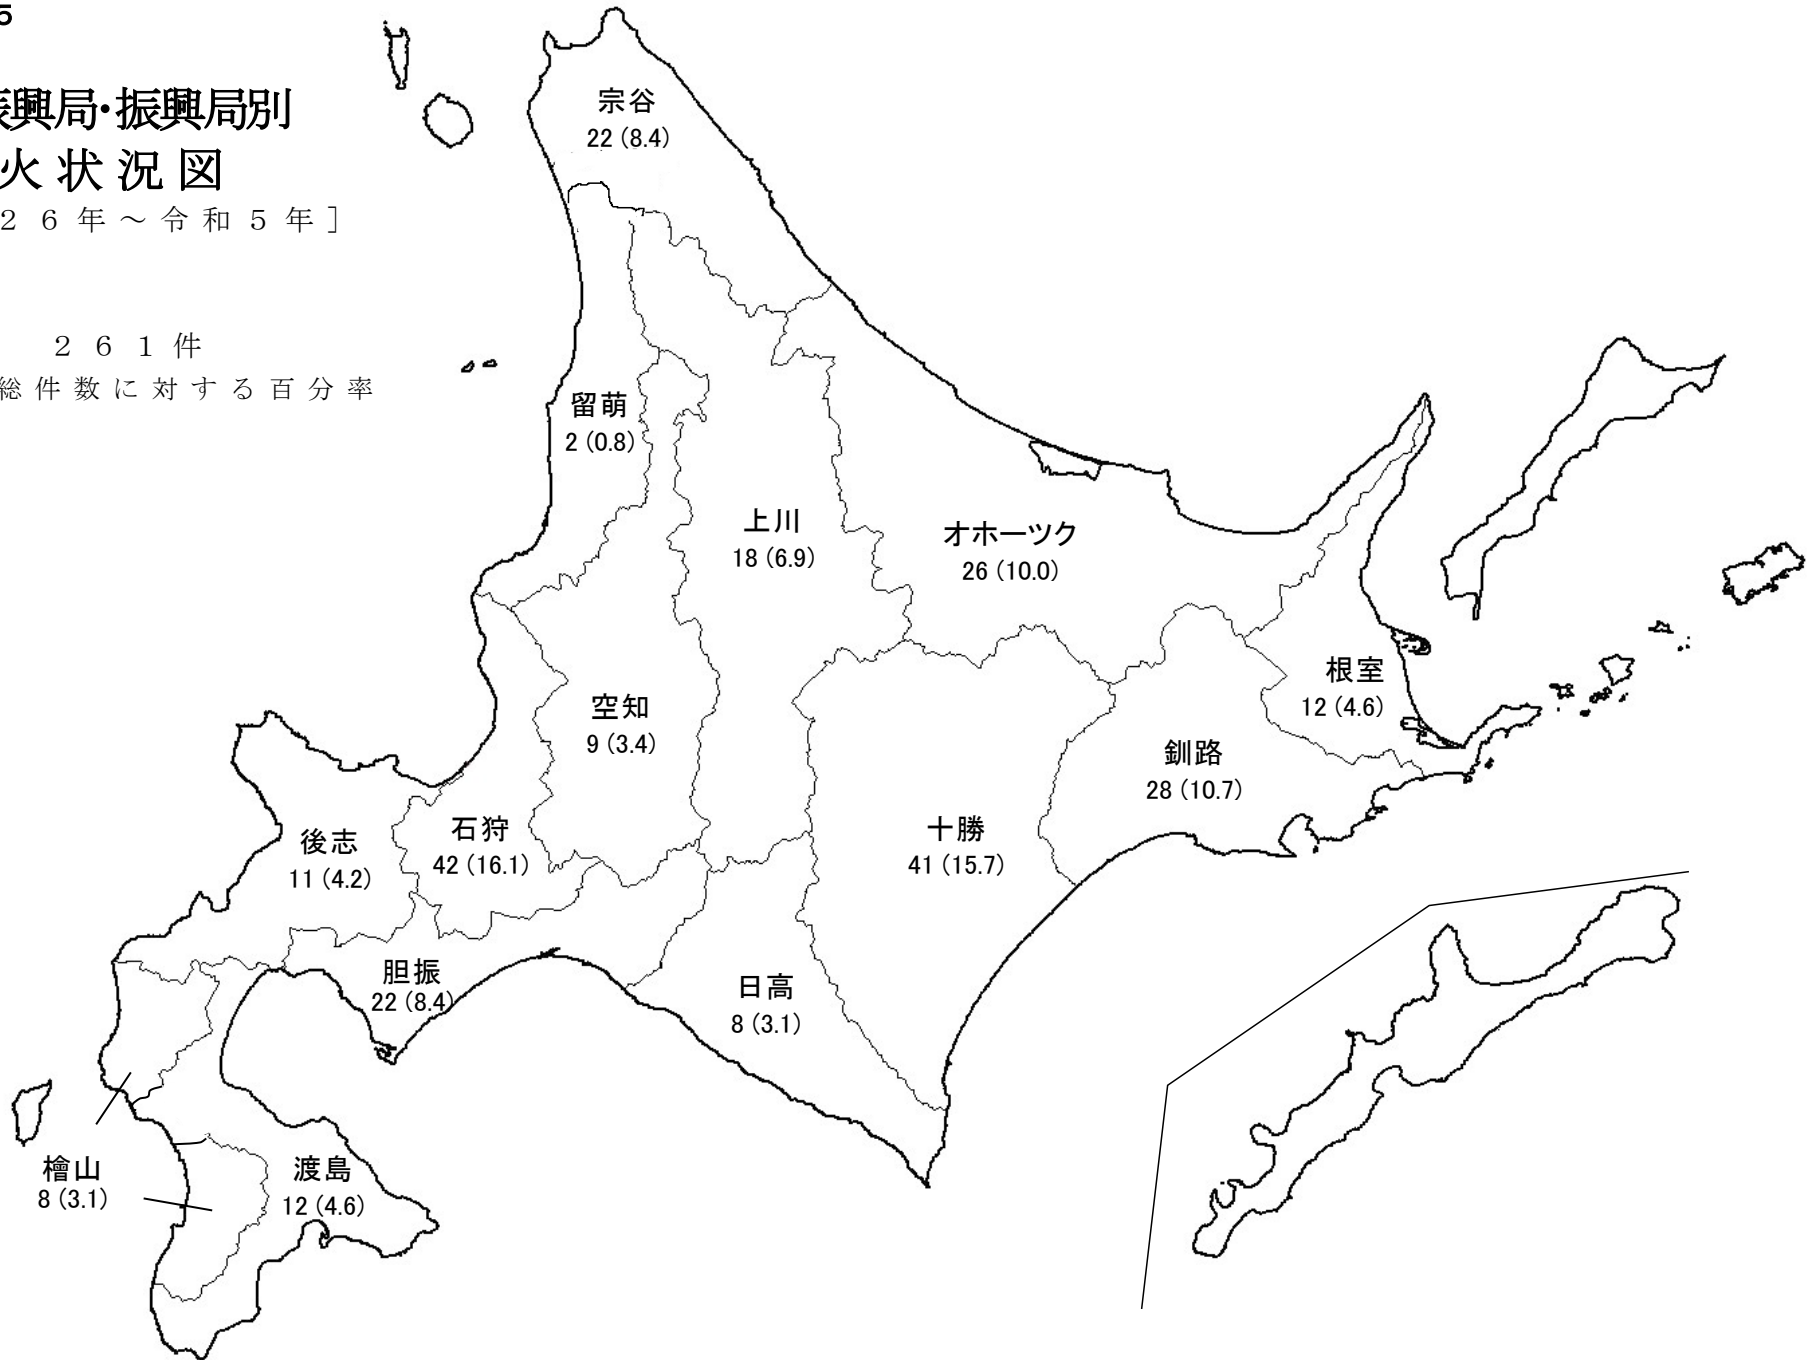 5
振興局・振興局別
火状況図
26年～令和5年］
261件
総件数に対する百分率
宗谷
22 (8.4)
留萌
2 (0.8)
上川
18 (6.9)
オホーツク
26 (10.0)
根室
12 (4.6)
空知
9 (3.4)
釧路
28 (10.7)
後志
11 (4.2)
石狩
42 (16.1)
十勝
41 (15.7)
胆振
22 (8.4)
日高
8 (3.1)
檜山
8 (3.1)
渡島
12 (4.6)